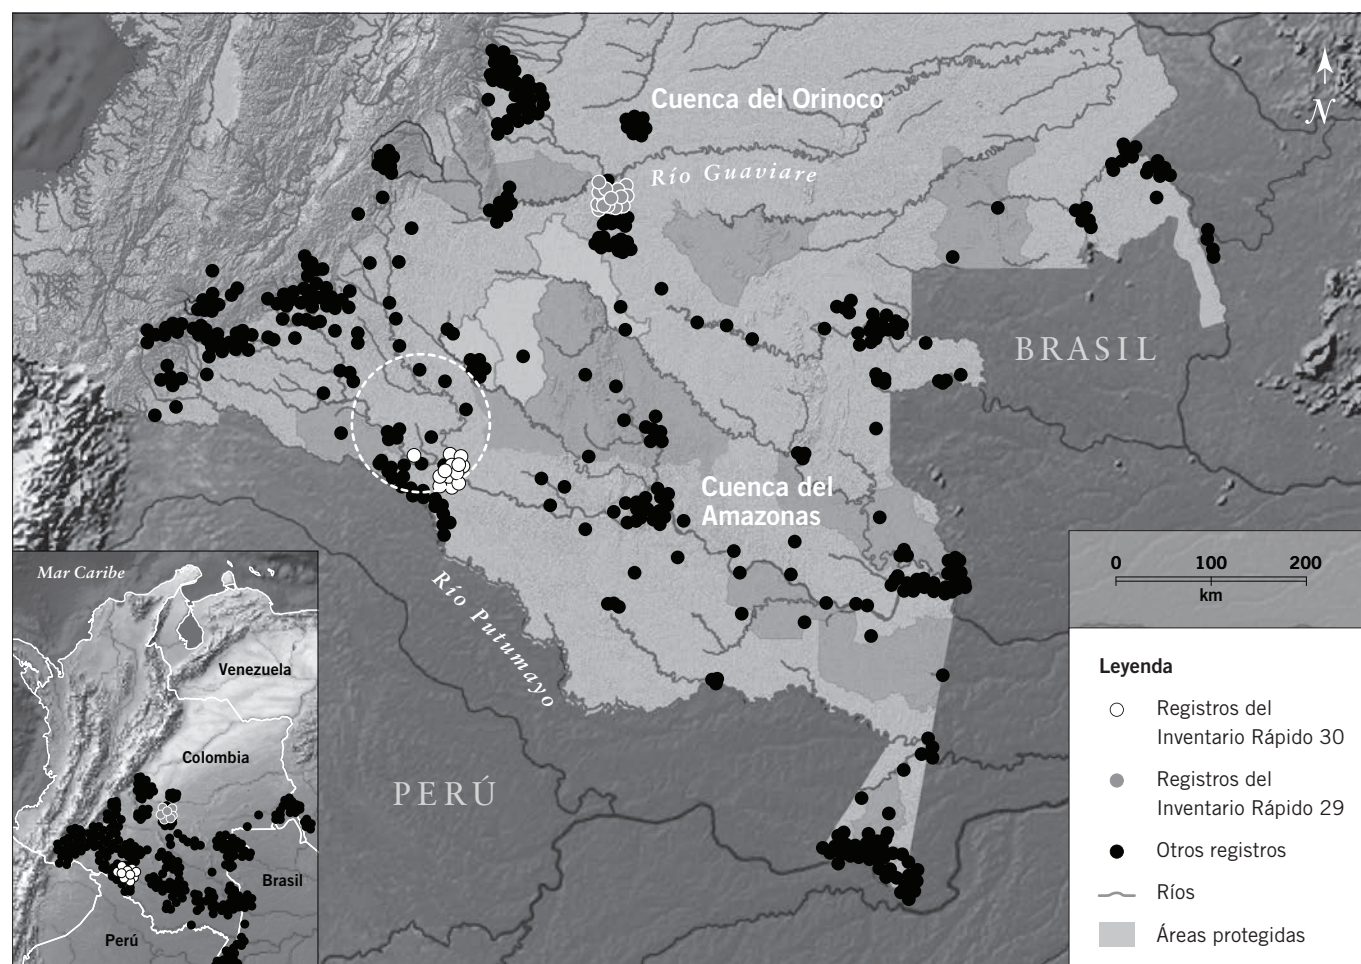 Cuenca del Orinoco
N
Río Guaviare
BRASIL
Cuenca del
Amazonas
Río Putumayo
PERÚ
0 100 200
km
Mar Caribe
Venezuela
Colombia
Brasil
Perú
Leyenda
Registros del
Inventario Rápido 30
Registros del
Inventario Rápido 29
Otros registros
Ríos
Áreas protegidas